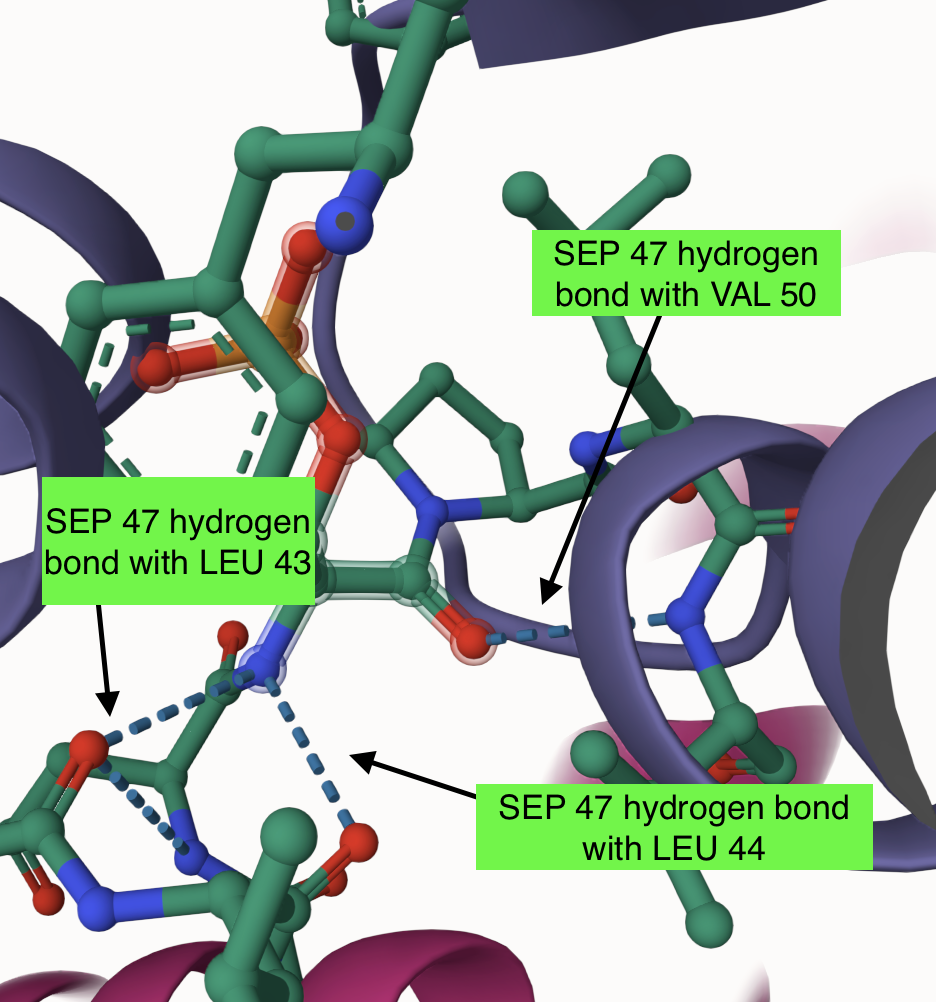 SEP 47 hydrogen
bond with VAL 50
SEP 47 hydrogen
bond with LEU 43
SEP 47 hydrogen bond
with LEU 44